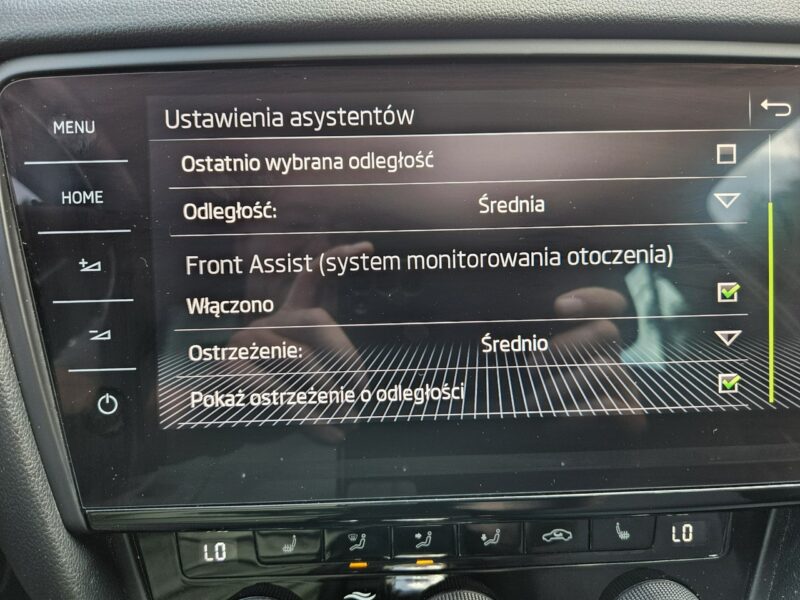 MENU
HOME
Ustawienia asystentów
Ostatnio wybrana odległość
Odległość: Średnia
Front Assist (system monitorowania otoczenia)
Włączono
Ostrzeżenie: Średnio
Pokaż ostrzeżenie o odległości
LO LO